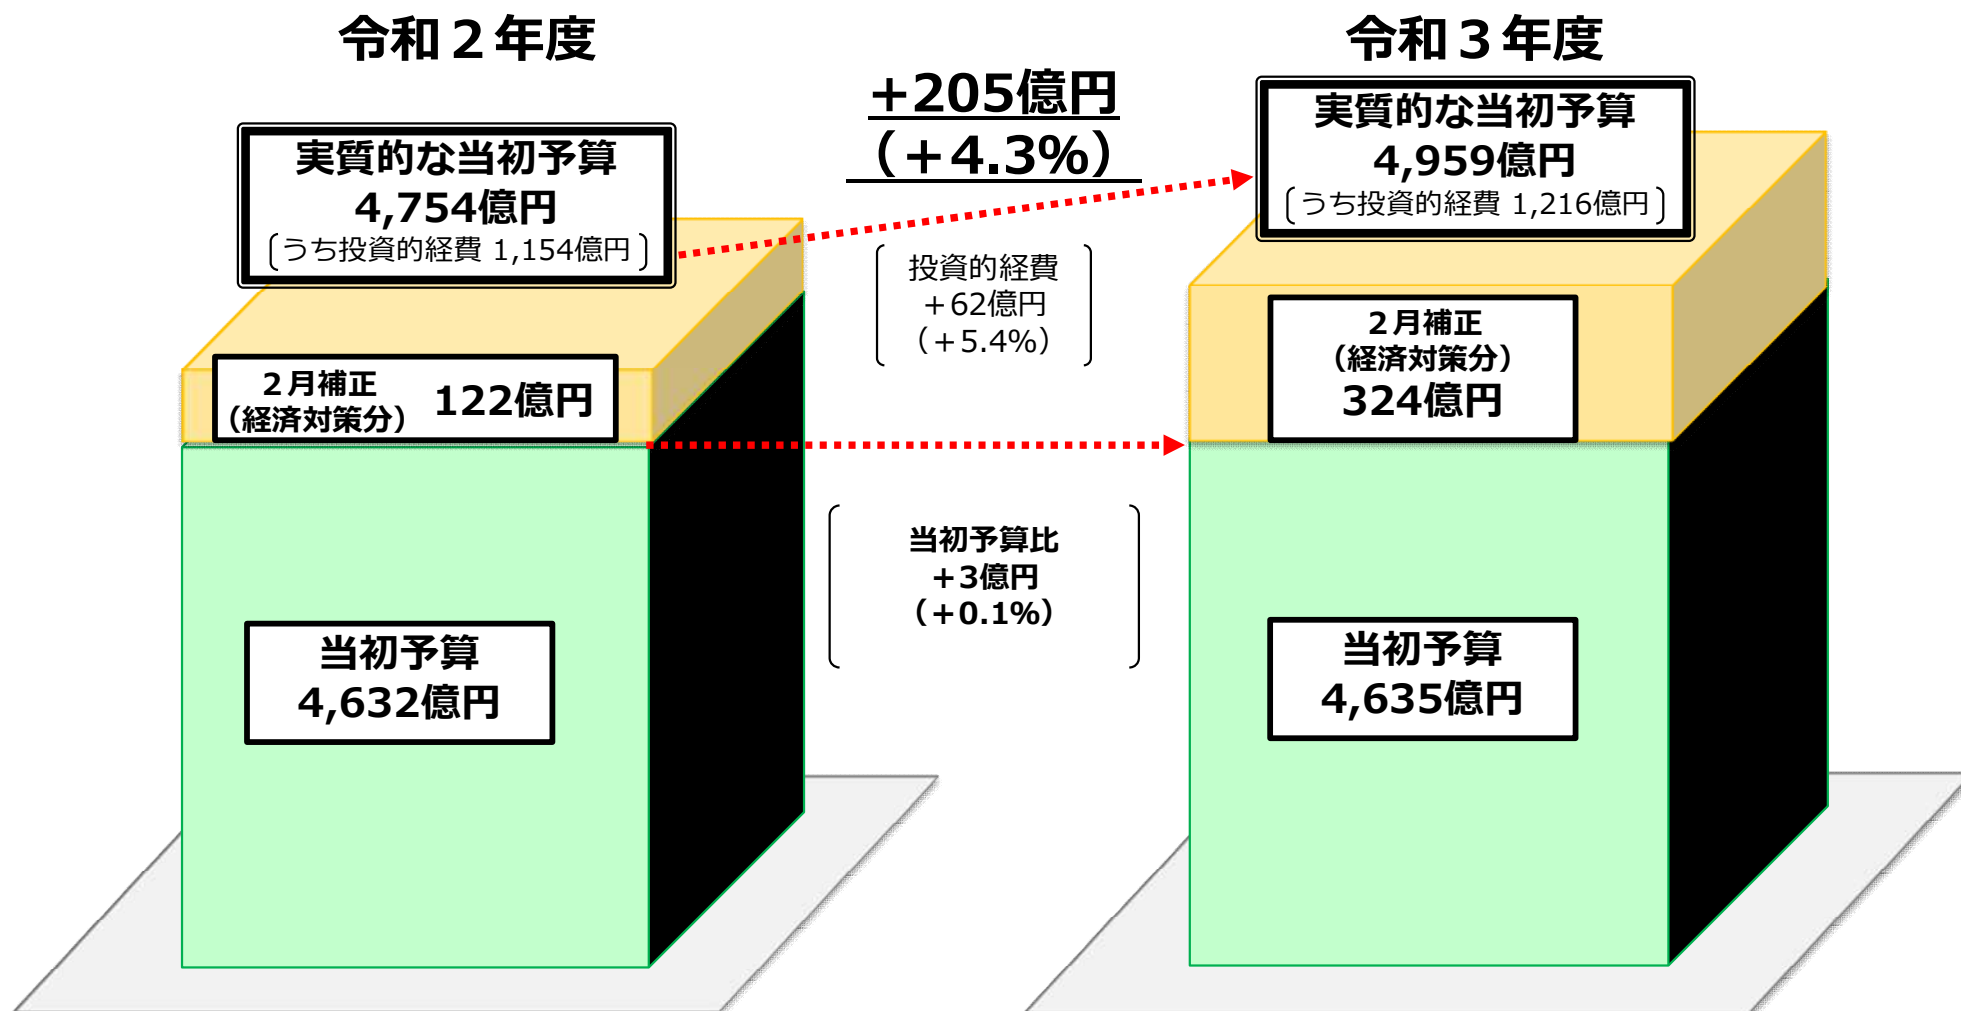 令和２年度
実質的な当初予算
4,754億円
〔うち投資的経費 1,154億円〕
２月補正
（経済対策分）
122億円
当初予算
4,632億円
+205億円
（＋4.3%）
投資的経費
＋62億円
（＋5.4%）
当初予算比
＋3億円
（＋0.1%）
令和３年度
実質的な当初予算
4,959億円
〔うち投資的経費 1,216億円〕
２月補正
（経済対策分）
324億円
当初予算
4,635億円